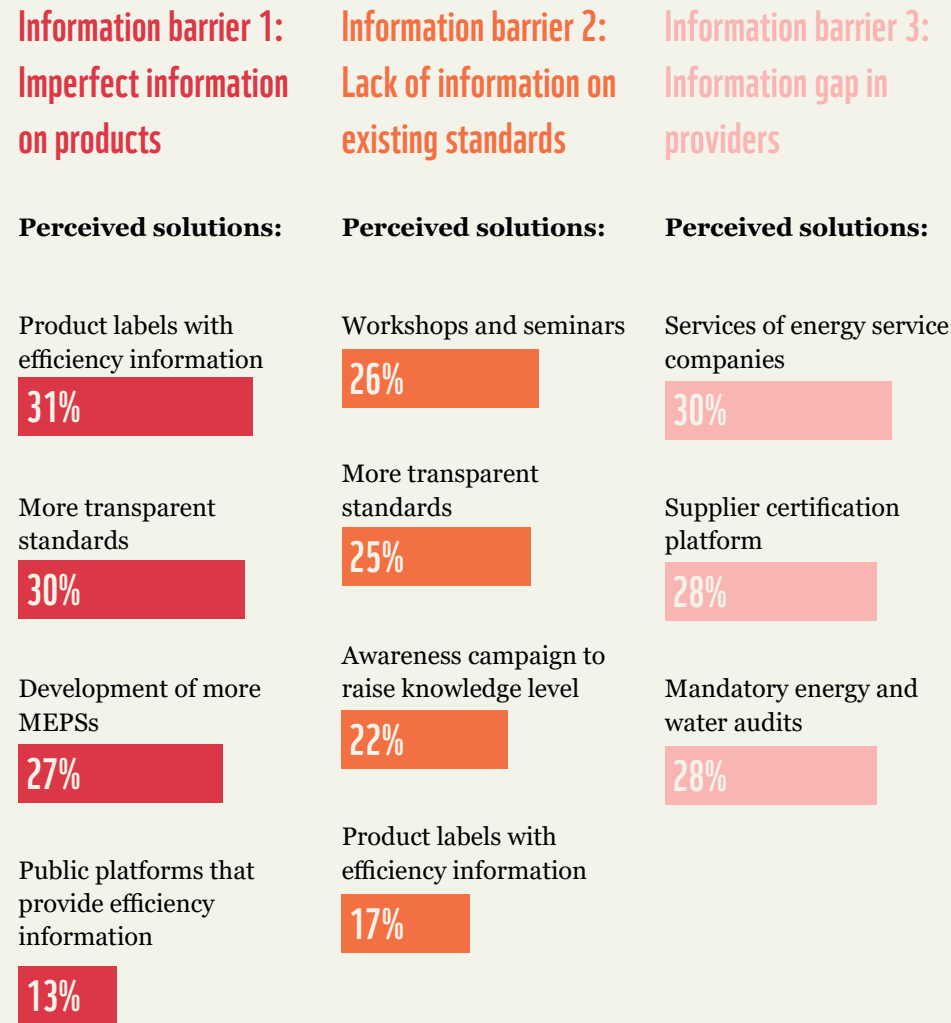 Information barrier 1:
Imperfect information
on products
Perceived solutions:
Product labels with
efficiency information
31%
More transparent
standards
30%
Development of more
MEPSs
27%
Public platforms that
provide efficiency
information
13%
Information barrier 2:
Lack of information on
existing standards
Perceived solutions:
Workshops and seminars
26%
More transparent
standards
25%
Awareness campaign to
raise knowledge level
22%
Product labels with
efficiency information
17%
Information barrier 3:
Information gap in
providers
Perceived solutions:
Services of energy service
companies
30%
Supplier certification
platform
28%
Mandatory energy and
water audits
28%